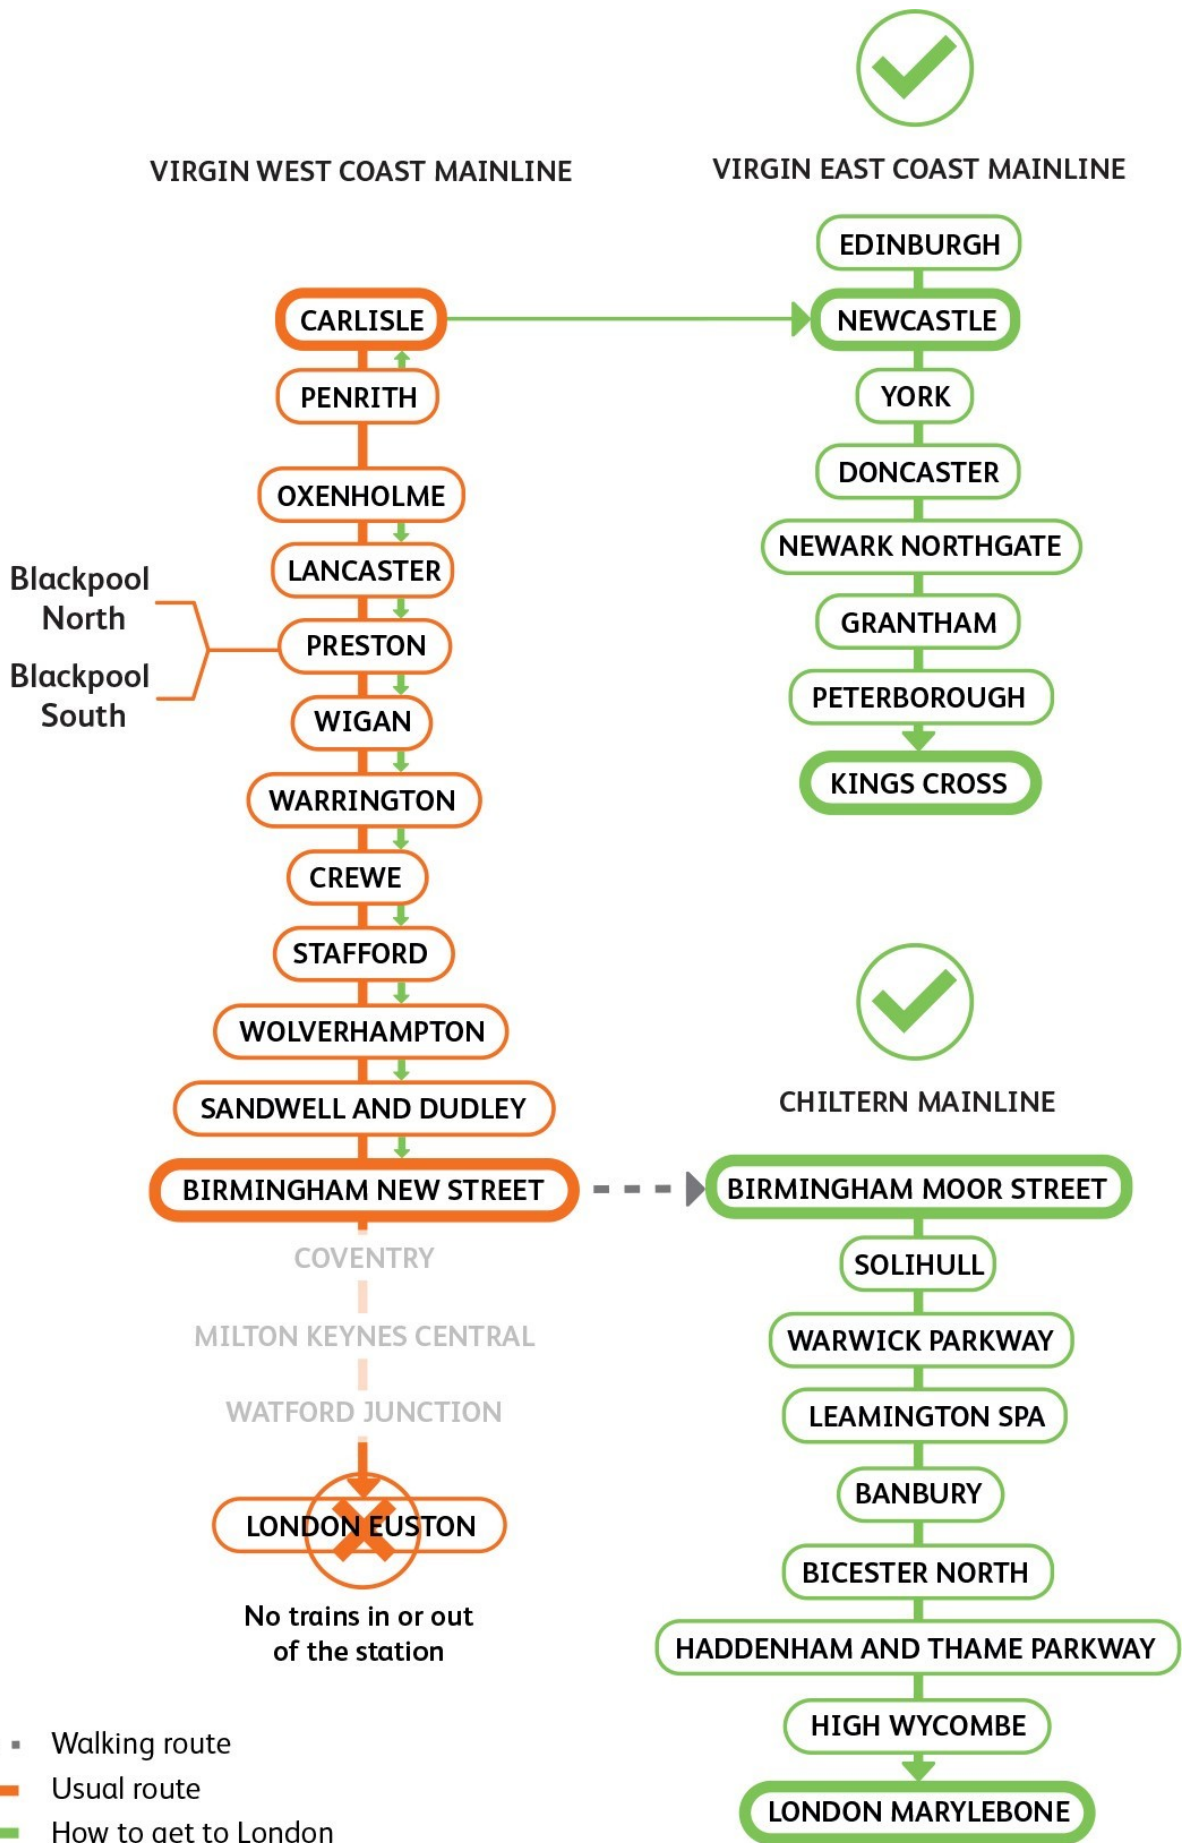 VIRGIN WEST COAST MAINLINE
CARLISLE
PENRITH
OXENHOLME
LANCASTER
Blackpool
North
PRESTON
Blackpool
South
WIGAN
WARRINGTON
CREWE
STAFFORD
WOLVERHAMPTON
SANDWELL AND DUDLEY
BIRMINGHAM NEW STREET
COVENTRY
MILTON KEYNES CENTRAL
WATFORD JUNCTION
LONDON EUSTON
No trains in or out
of the station
VIRGIN EAST COAST MAINLINE
EDINBURGH
NEWCASTLE
YORK
DONCASTER
NEWARK NORTHGATE
GRANTHAM
PETERBOROUGH
KINGS CROSS
CHILTERN MAINLINE
BIRMINGHAM MOOR STREET
SOLIHULL
WARWICK PARKWAY
LEAMINGTON SPA
BANBURY
BICESTER NORTH
HADDENHAM AND THAME PARKWAY
HIGH WYCOMBE
LONDON MARYLEBONE
Walking route
Usual route
How to get to London